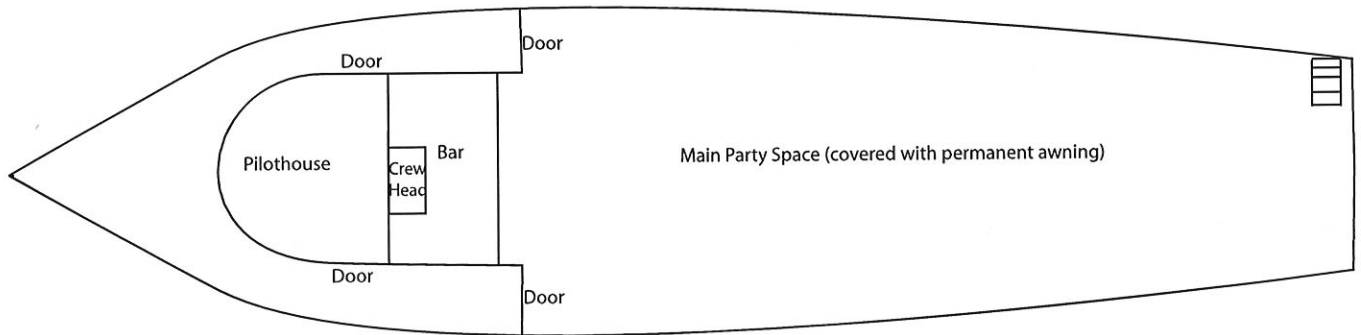 Door
Door
Pilothouse
Crew
Head
Bar
Main Party Space (covered with permanent awning)
Door
Door